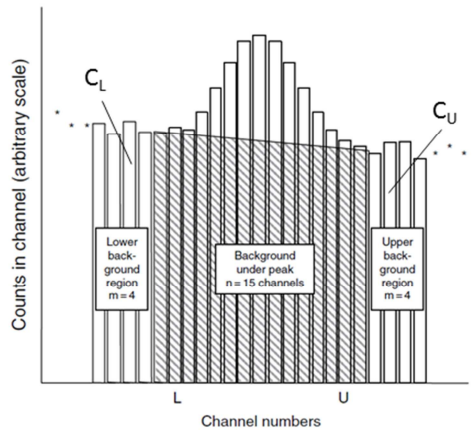 Counts in channel (arbitrary scale)
C_L
C_U
Lower
back-
ground
region
m = 4
Background
under peak
n = 15 channels
Upper
back-
ground
region
m = 4
L
U
Channel numbers